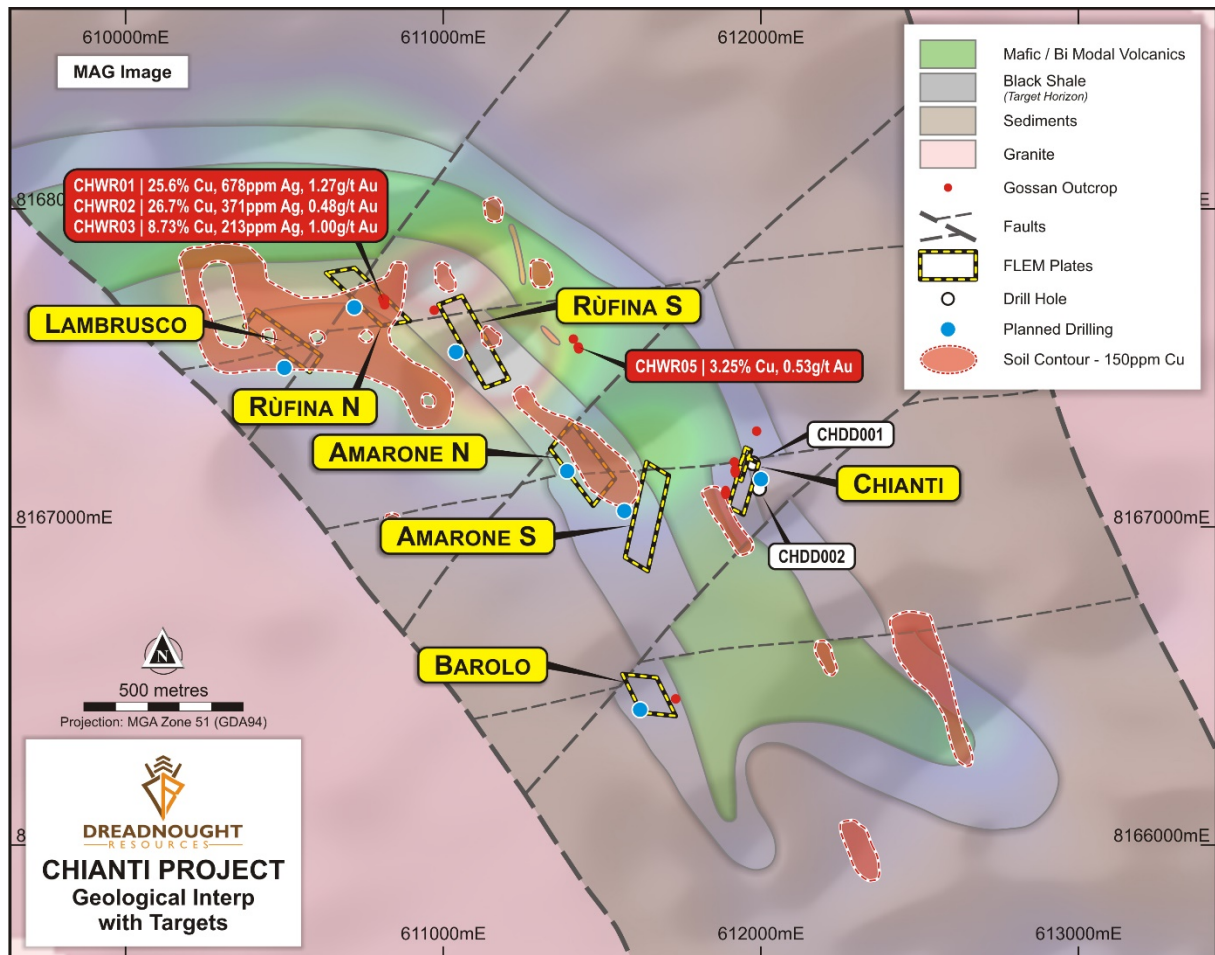 610000mE
611000mE
612000mE
MAG Image
Mafic / Bi Modal Volcanics
Black Shale
(Target Horizon)
Sediments
Granite
Gossan Outcrop
Faults
FLEM Plates
Drill Hole
Planned Drilling
Soil Contour - 150ppm Cu
CHWR01 | 25.6% Cu, 678ppm Ag, 1.27g/t Au
CHWR02 | 26.7% Cu, 371ppm Ag, 0.48g/t Au
CHWR03 | 8.73% Cu, 213ppm Ag, 1.00g/t Au
RÙFINA S
LAMBRUSCO
CHWR05 | 3.25% Cu, 0.53g/t Au
RÙFINA N
CHDD001
AMARONE N
CHIANTI
8167000mE
8167000mE
AMARONE S
CHDD002
N
BAROLO
500 metres
Projection: MGA Zone 51 (GDA94)
DREADNOUGHT
RESOURCES
8166000mE
CHIANTI PROJECT
Geological Interp
with Targets
611000mE
612000mE
613000mE